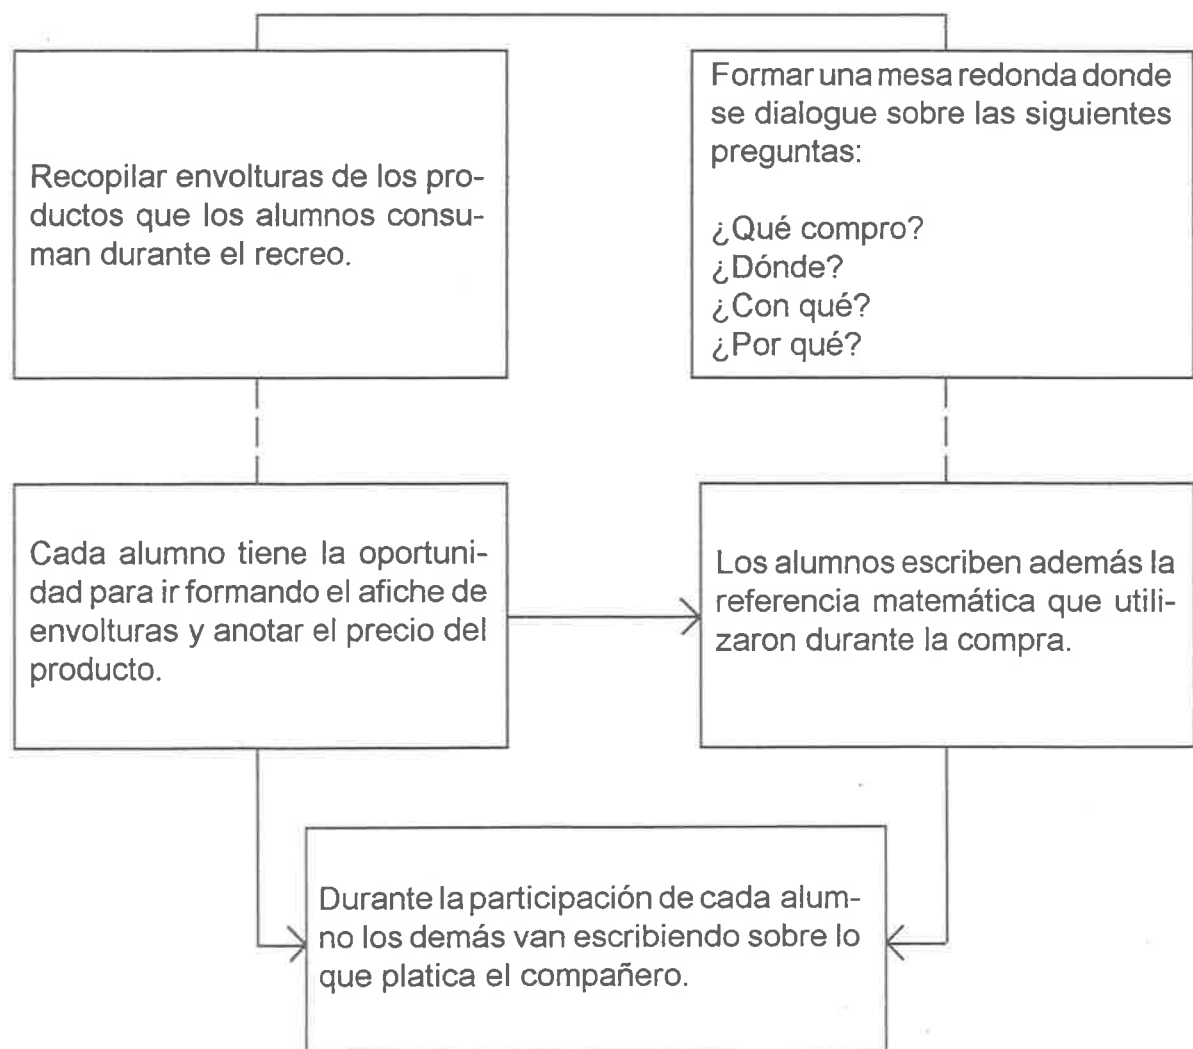 Recopilar envolturas de los pro-
ductos que los alumnos consu-
man durante el recreo.
Formar una mesa redonda donde
se dialogue sobre las siguientes
preguntas:
¿Qué compro?
¿Dónde?
¿Con qué?
¿Por qué?
Cada alumno tiene la oportuni-
dad para ir formando el afiche de
envolturas y anotar el precio del
producto.
Los alumnos escriben además la
referencia matemática que utili-
zaron durante la compra.
Durante la participación de cada alum-
no los demás van escribiendo sobre lo
que platica el compañero.